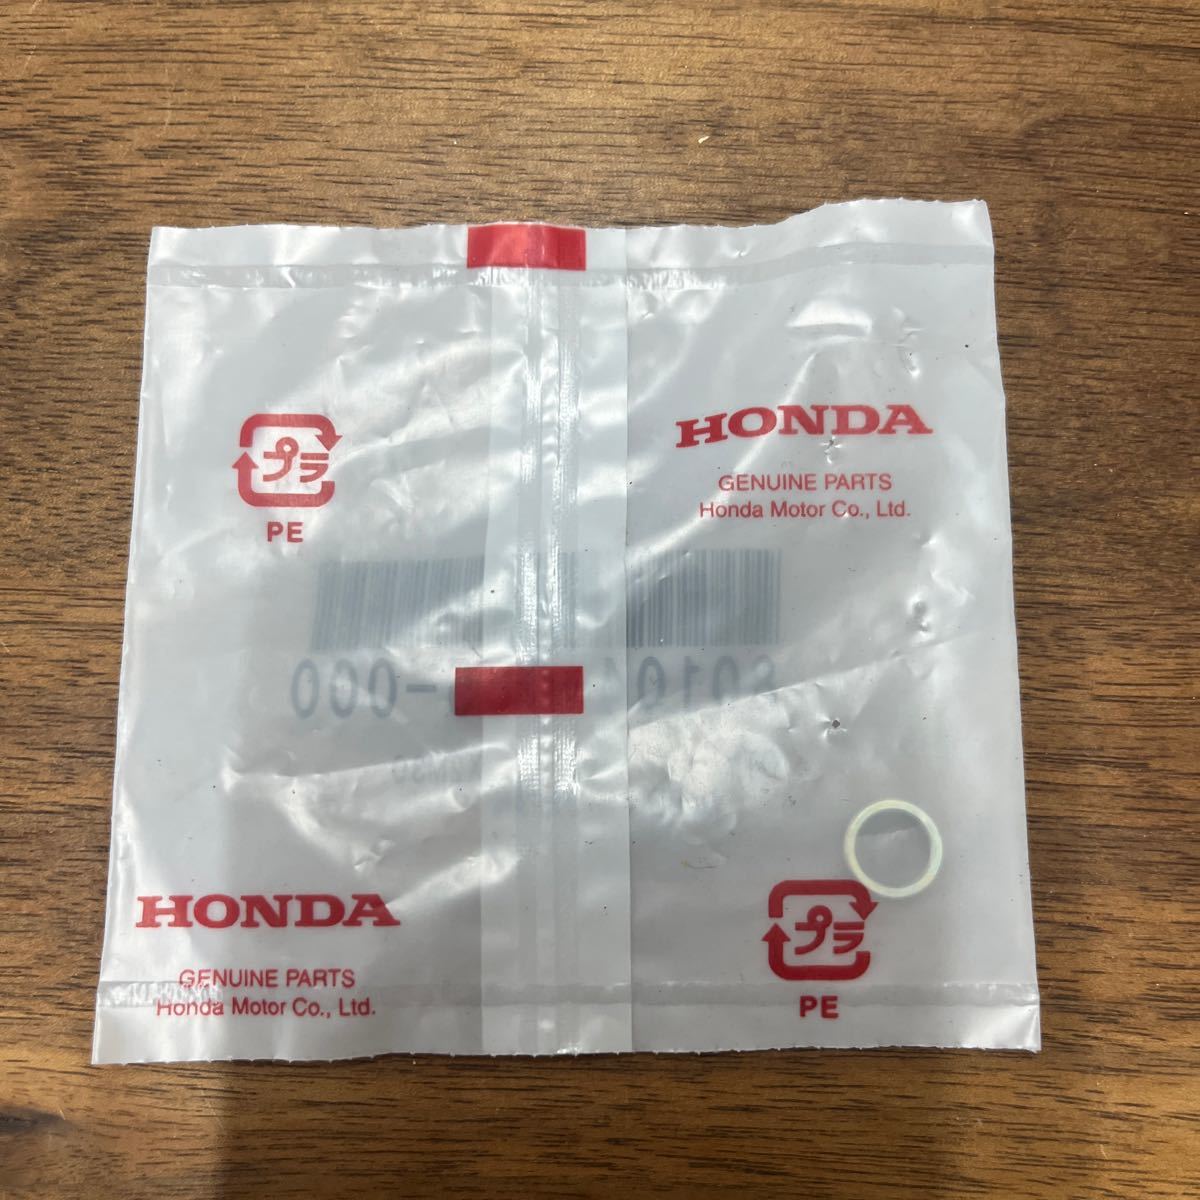 HONDA
GENUINE PARTS
Honda Motor Co., Ltd.
プラ
PE
-000
HONDA
GENUINE PARTS
Honda Motor Co., Ltd.
プラ
PE